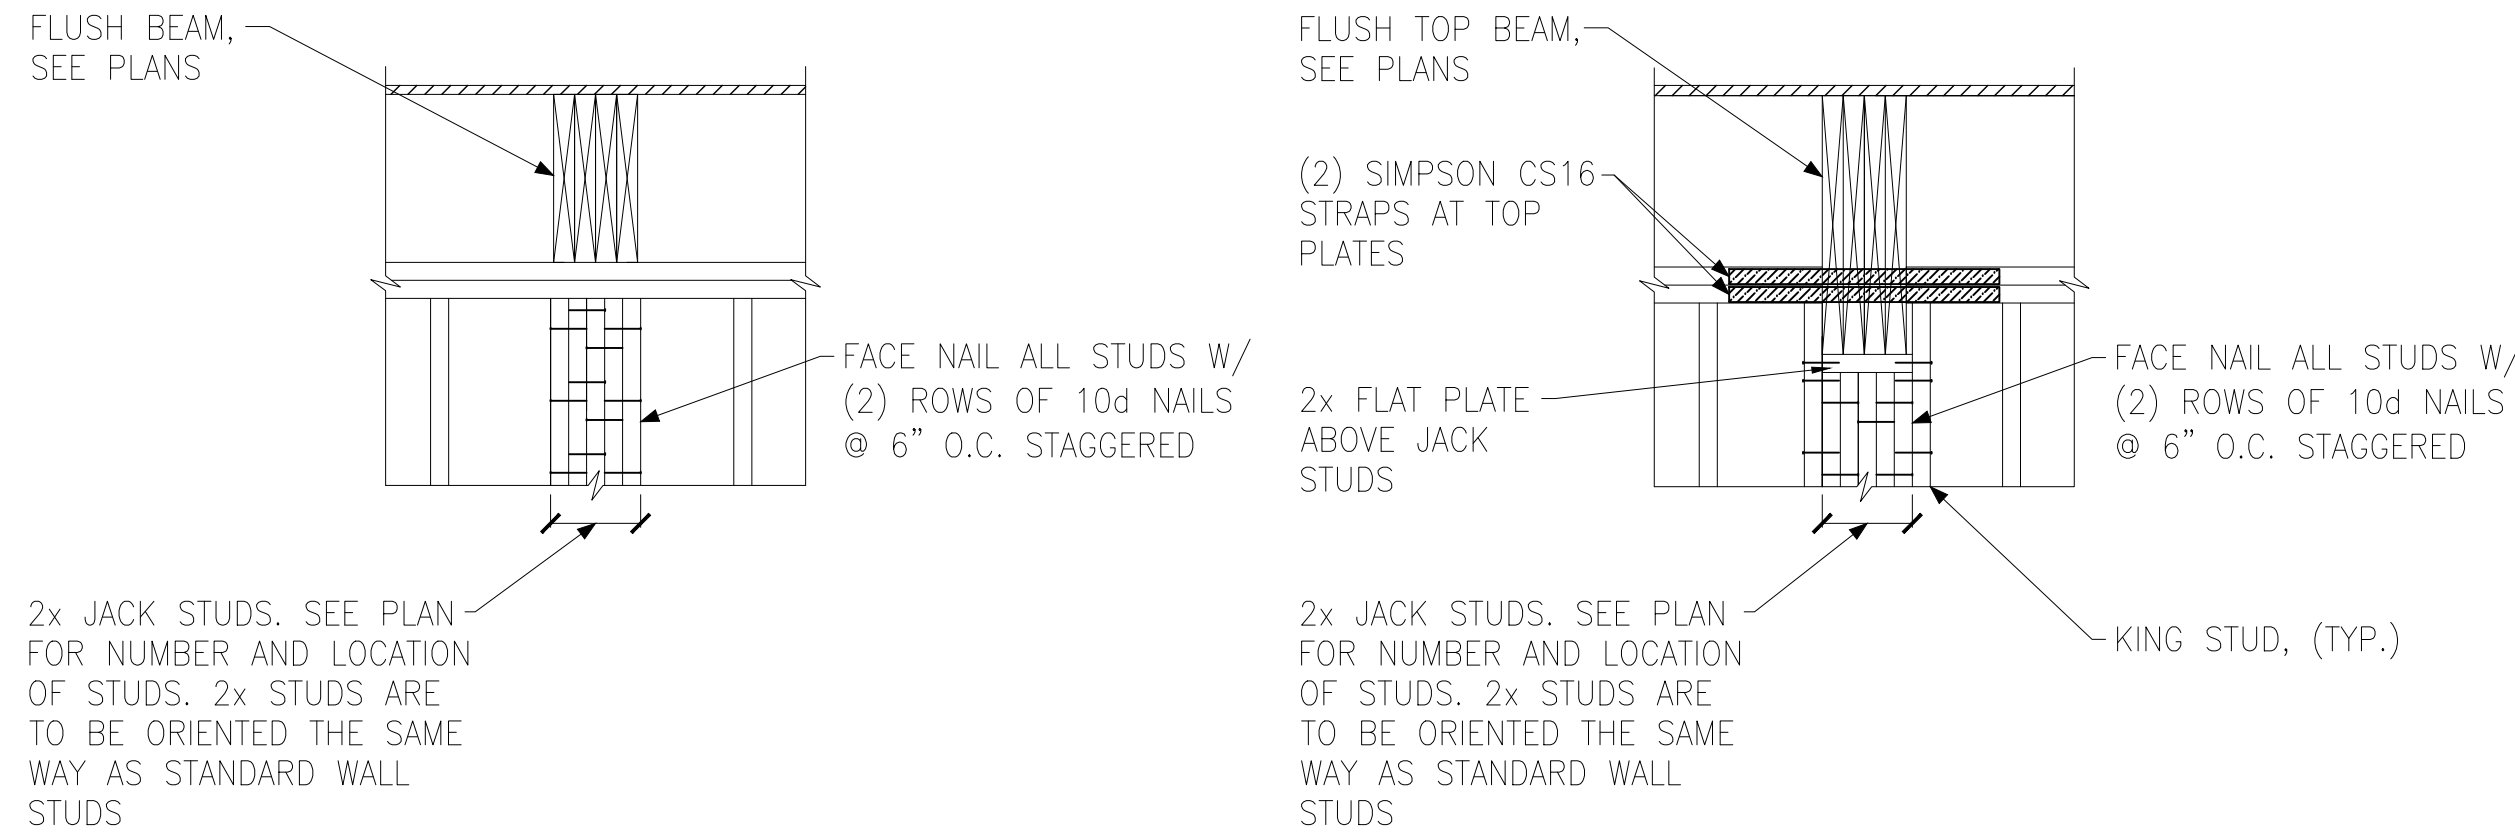 FLUSH BEAM,
SEE PLANS
FACE NAIL ALL STUDS W/
(2) ROWS OF 10d NAILS
@ 6" O.C. STAGGERED
2x JACK STUDS. SEE PLAN
FOR NUMBER AND LOCATION
OF STUDS. 2x STUDS ARE
TO BE ORIENTED THE SAME
WAY AS STANDARD WALL
STUDS
FLUSH TOP BEAM,
SEE PLANS
(2) SIMPSON CS16
STRAPS AT TOP
PLATES
2x FLAT PLATE
ABOVE JACK
STUDS
FACE NAIL ALL STUDS W/
(2) ROWS OF 10d NAILS
@ 6" O.C. STAGGERED
2x JACK STUDS. SEE PLAN
FOR NUMBER AND LOCATION
OF STUDS. 2x STUDS ARE
TO BE ORIENTED THE SAME
WAY AS STANDARD WALL
STUDS
KING STUD, (TYP.)